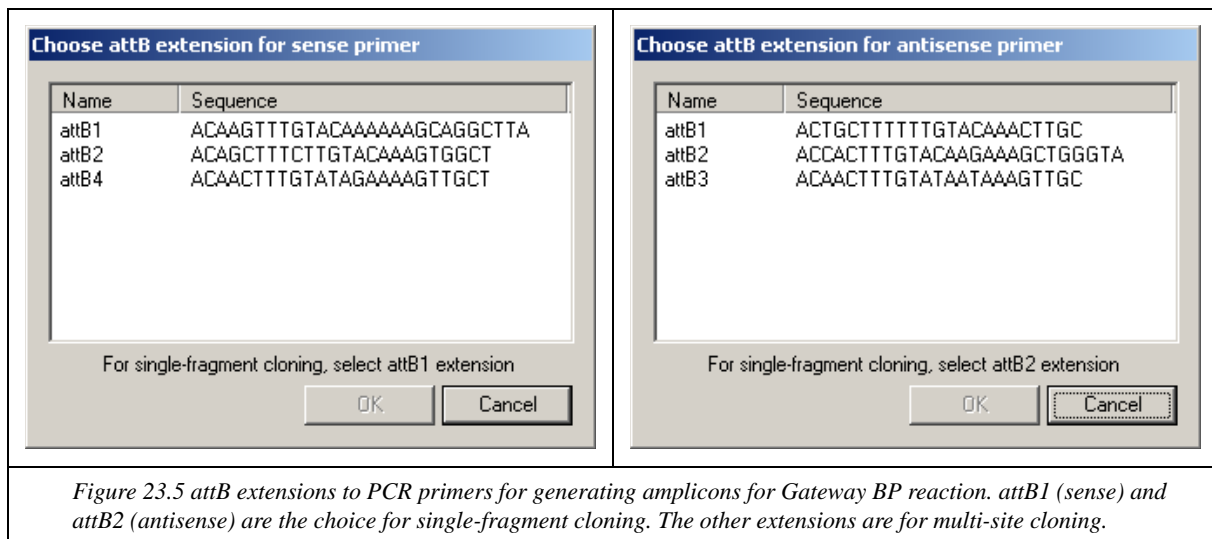 Choose attB extension for sense primer
Name Sequence
attB1 ACAAGTTTGTACAAAAAAGCAGGCTTA
attB2 ACAGCTTTCTTGTACAAAGTGGCT
attB4 ACAACTTTGTATAGAAAAGTTGCT
For single-fragment cloning, select attB1 extension
OK Cancel
Choose attB extension for antisense primer
Name Sequence
attB1 ACTGCTTTTTTGTACAAACTTGC
attB2 ACCACTTTGTACAAGAAAGCTGGGTA
attB3 ACAACTTTGTATAATAAAGTTGC
For single-fragment cloning, select attB2 extension
OK Cancel
Figure 23.5 attB extensions to PCR primers for generating amplicons for Gateway BP reaction. attB1 (sense) and
attB2 (antisense) are the choice for single-fragment cloning. The other extensions are for multi-site cloning.